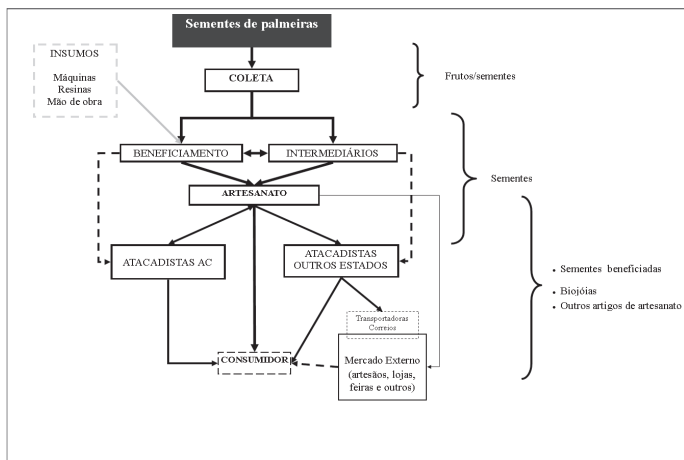 Sementes de palmeiras
INSUMOS
Máquinas
Resinas
Mão de obra
COLETA
Frutos/sementes
BENEFICIAMENTO
INTERMEDIÁRIOS
Sementes
ARTESANATO
ATACADISTAS AC
ATACADISTAS
OUTROS ESTADOS
• Sementes beneficiadas
• Biojóias
• Outros artigos de artesanato
Transportadoras
Correios
CONSUMIDOR
Mercado Externo
(artesãos, lojas,
feiras e outros)